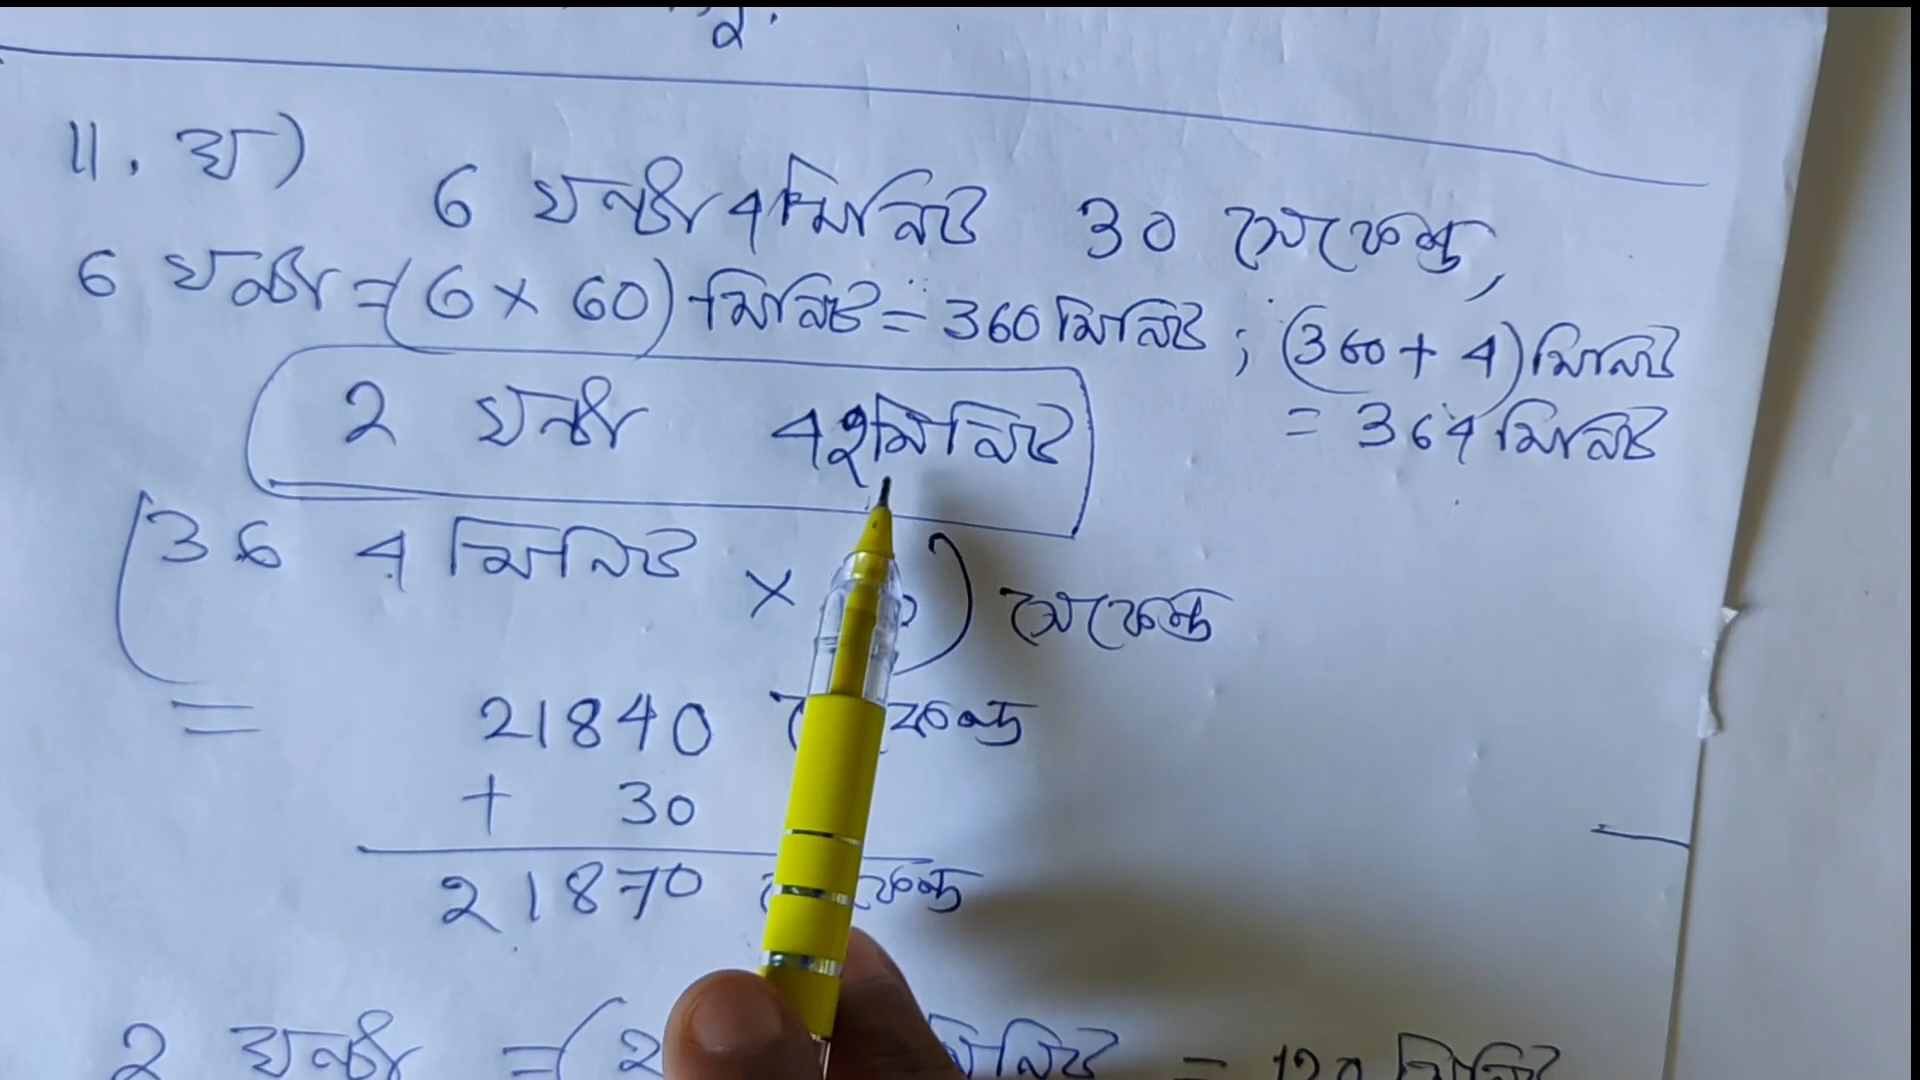 11. ঘ)
6 ঘন্টা 4 মিনিট 30 সেকেন্ড,
6 ঘন্টা = (6 × 60) মিনিট = 360 মিনিট ; (360 + 4) মিনিট
2 ঘন্টা 42 মিনিট
= 364 মিনিট
(364 মিনিট × ) সেকেন্ড
= 21840
+ 30
21870
2 ঘন্টা = (2 মিনিট = 120 মিনিট